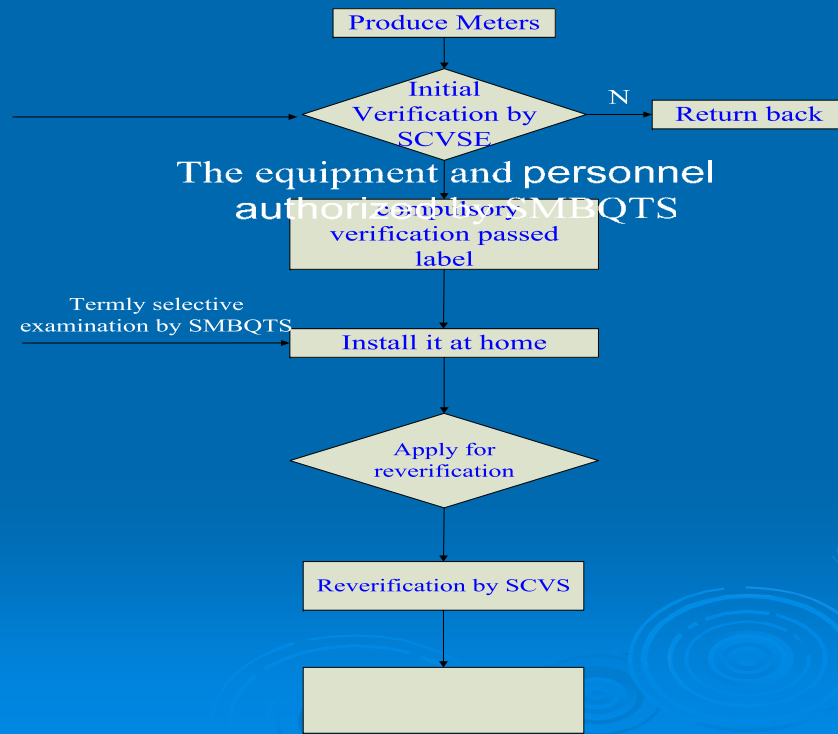 Produce Meters
Initial
Verification by
SCVSE
N
Return back
The equipment and personnel
authorized by SMBQTS
compulsory
verification passed
label
Termly selective
examination by SMBQTS
Install it at home
Apply for
reverification
Reverification by SCVS